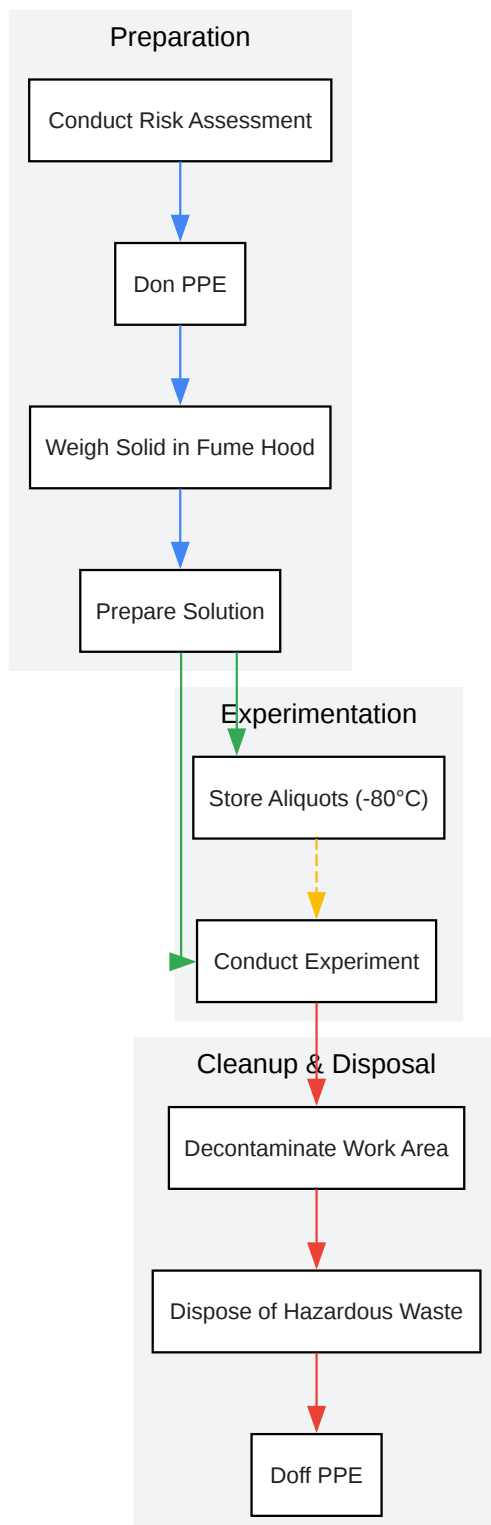 Preparation
Conduct Risk Assessment
Don PPE
Weigh Solid in Fume Hood
Prepare Solution
Experimentation
Store Aliquots (-80°C)
Conduct Experiment
Cleanup & Disposal
Decontaminate Work Area
Dispose of Hazardous Waste
Doff PPE